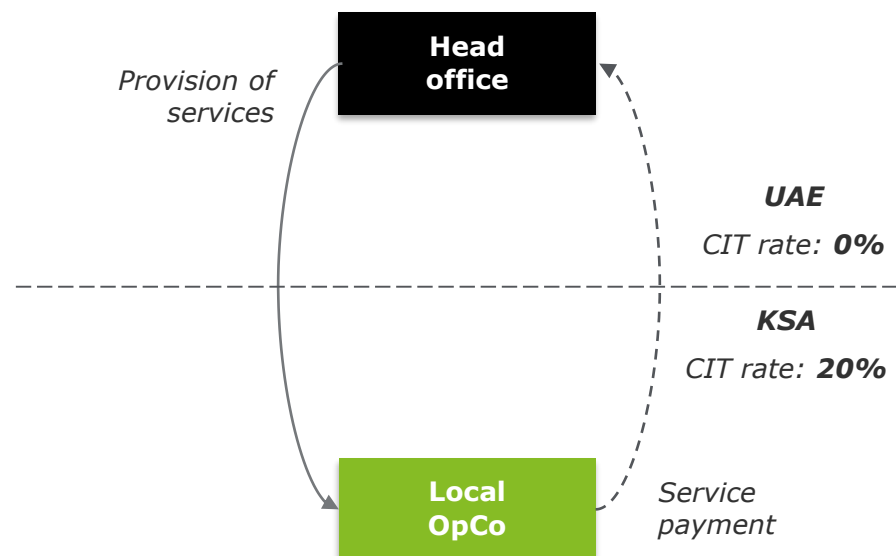 Head
office
Provision of
services
UAE
CIT rate: 0%
KSA
CIT rate: 20%
Local
OpCo
Service
payment